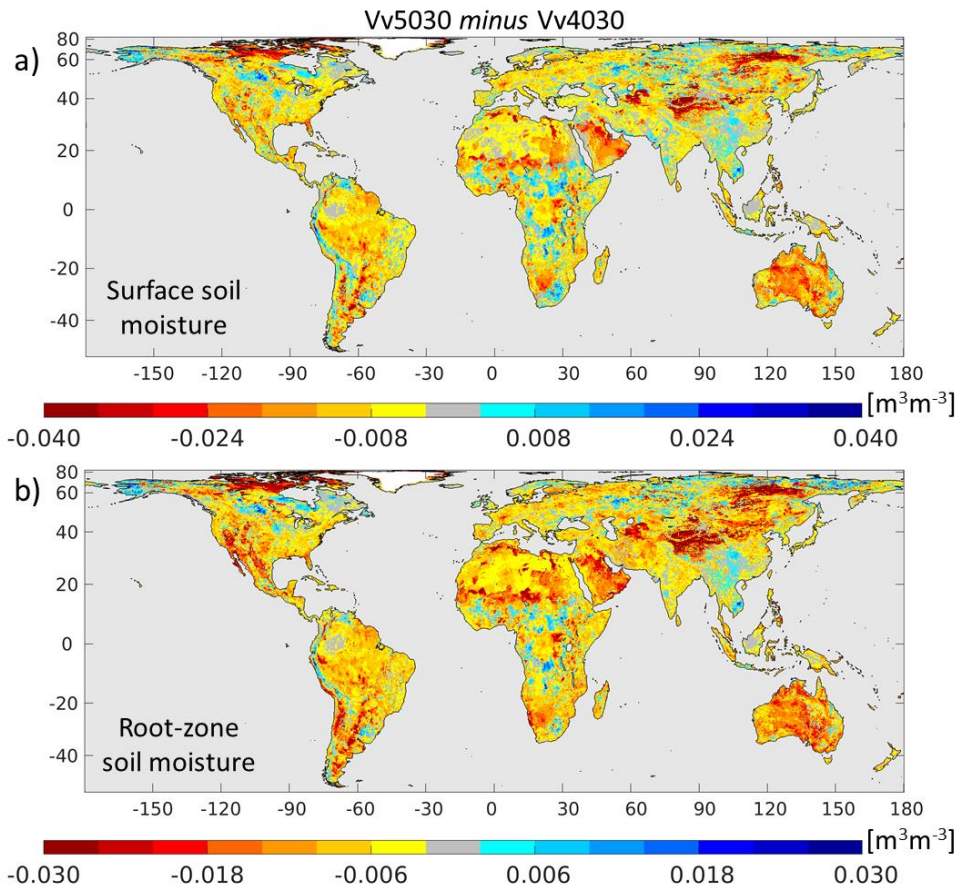 Vv5030 minus Vv4030
a)
80
60
40
20
0
-20
-40
Surface soil
moisture
-150 -120 -90 -60 -30 0 30 60 90 120 150 180
[m³m⁻³]
-0.040 -0.024 -0.008 0.008 0.024 0.040
b)
80
60
40
20
0
-20
-40
Root-zone
soil moisture
-150 -120 -90 -60 -30 0 30 60 90 120 150 180
[m³m⁻³]
-0.030 -0.018 -0.006 0.006 0.018 0.030